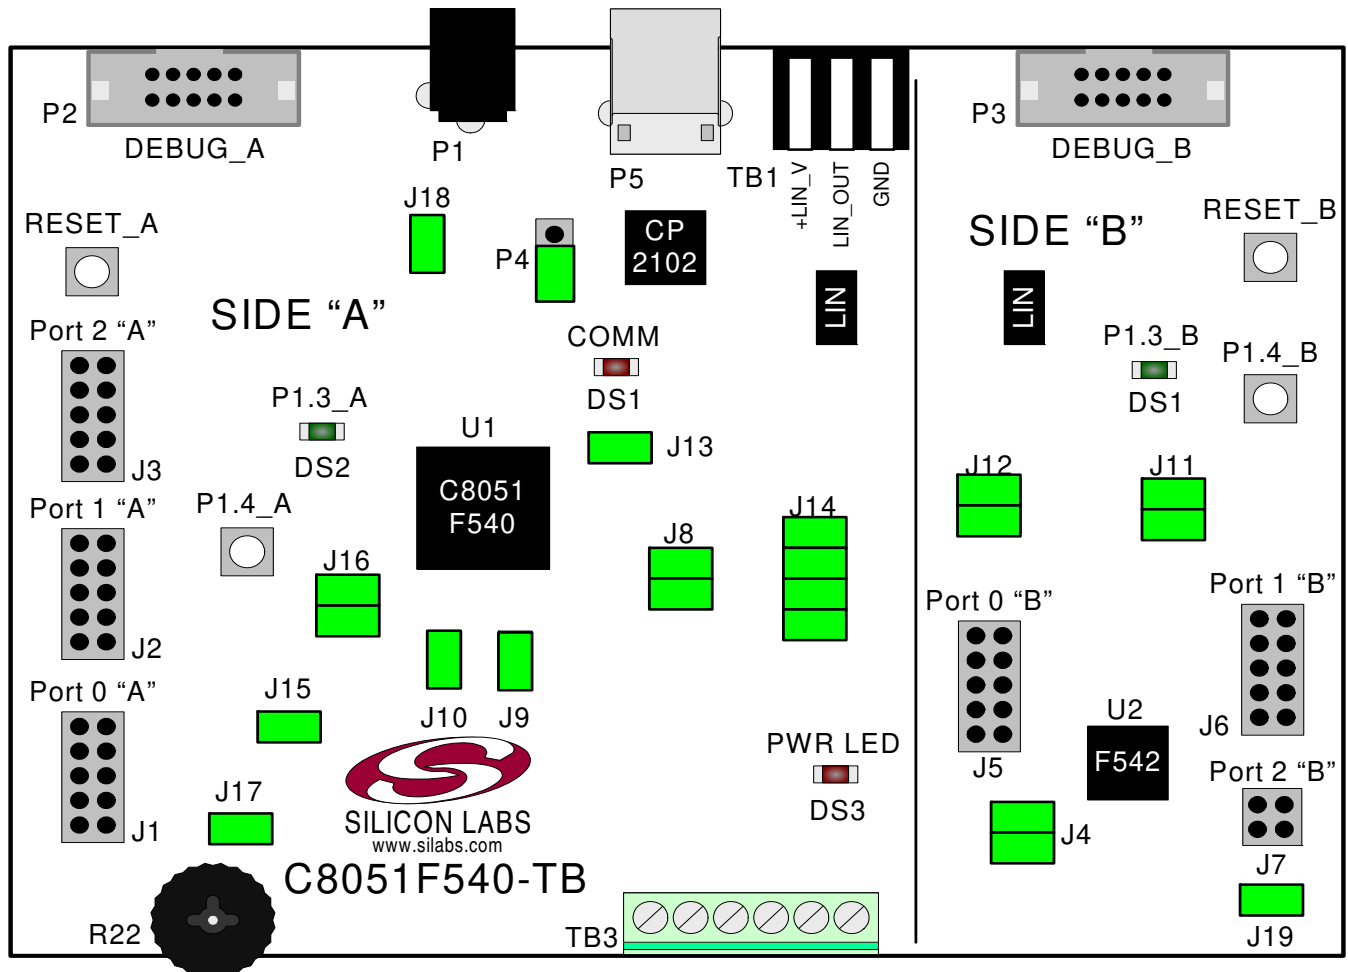 P2
DEBUG_A
P1
P5
TB1
+LIN_V
LIN_OUT
GND
P3
DEBUG_B
RESET_A
J18
P4
CP
2102
SIDE “B”
RESET_B
SIDE “A”
LIN
LIN
Port 2 “A”
COMM
DS1
P1.3_B
DS1
P1.4_B
P1.3_A
DS2
U1
C8051
F540
J13
J3
J12
J11
Port 1 “A”
P1.4_A
J16
J8
J14
J2
Port 0 “B”
Port 1 “B”
Port 0 “A”
J15
J10
J9
U2
F542
J6
PWR LED
DS3
J5
Port 2 “B”
J17
J1
SILICON LABS
www.silabs.com
C8051F540-TB
J4
J7
R22
TB3
J19